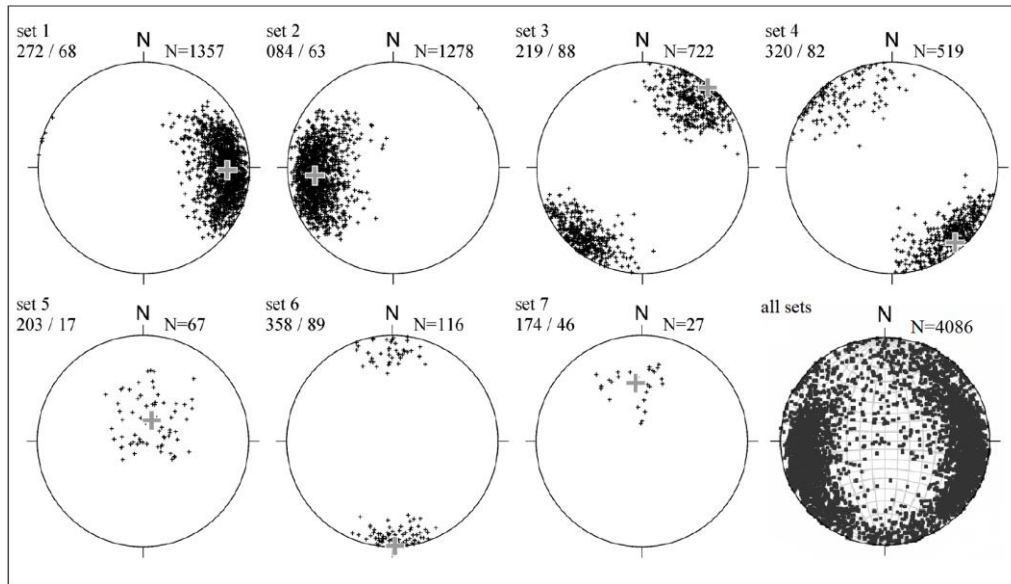 set 1
272 / 68
N
N=1357
set 2
084 / 63
N
N=1278
set 3
219 / 88
N
N=722
set 4
320 / 82
N
N=519
set 5
203 / 17
N
N=67
set 6
358 / 89
N
N=116
set 7
174 / 46
N
N=27
all sets
N
N=4086